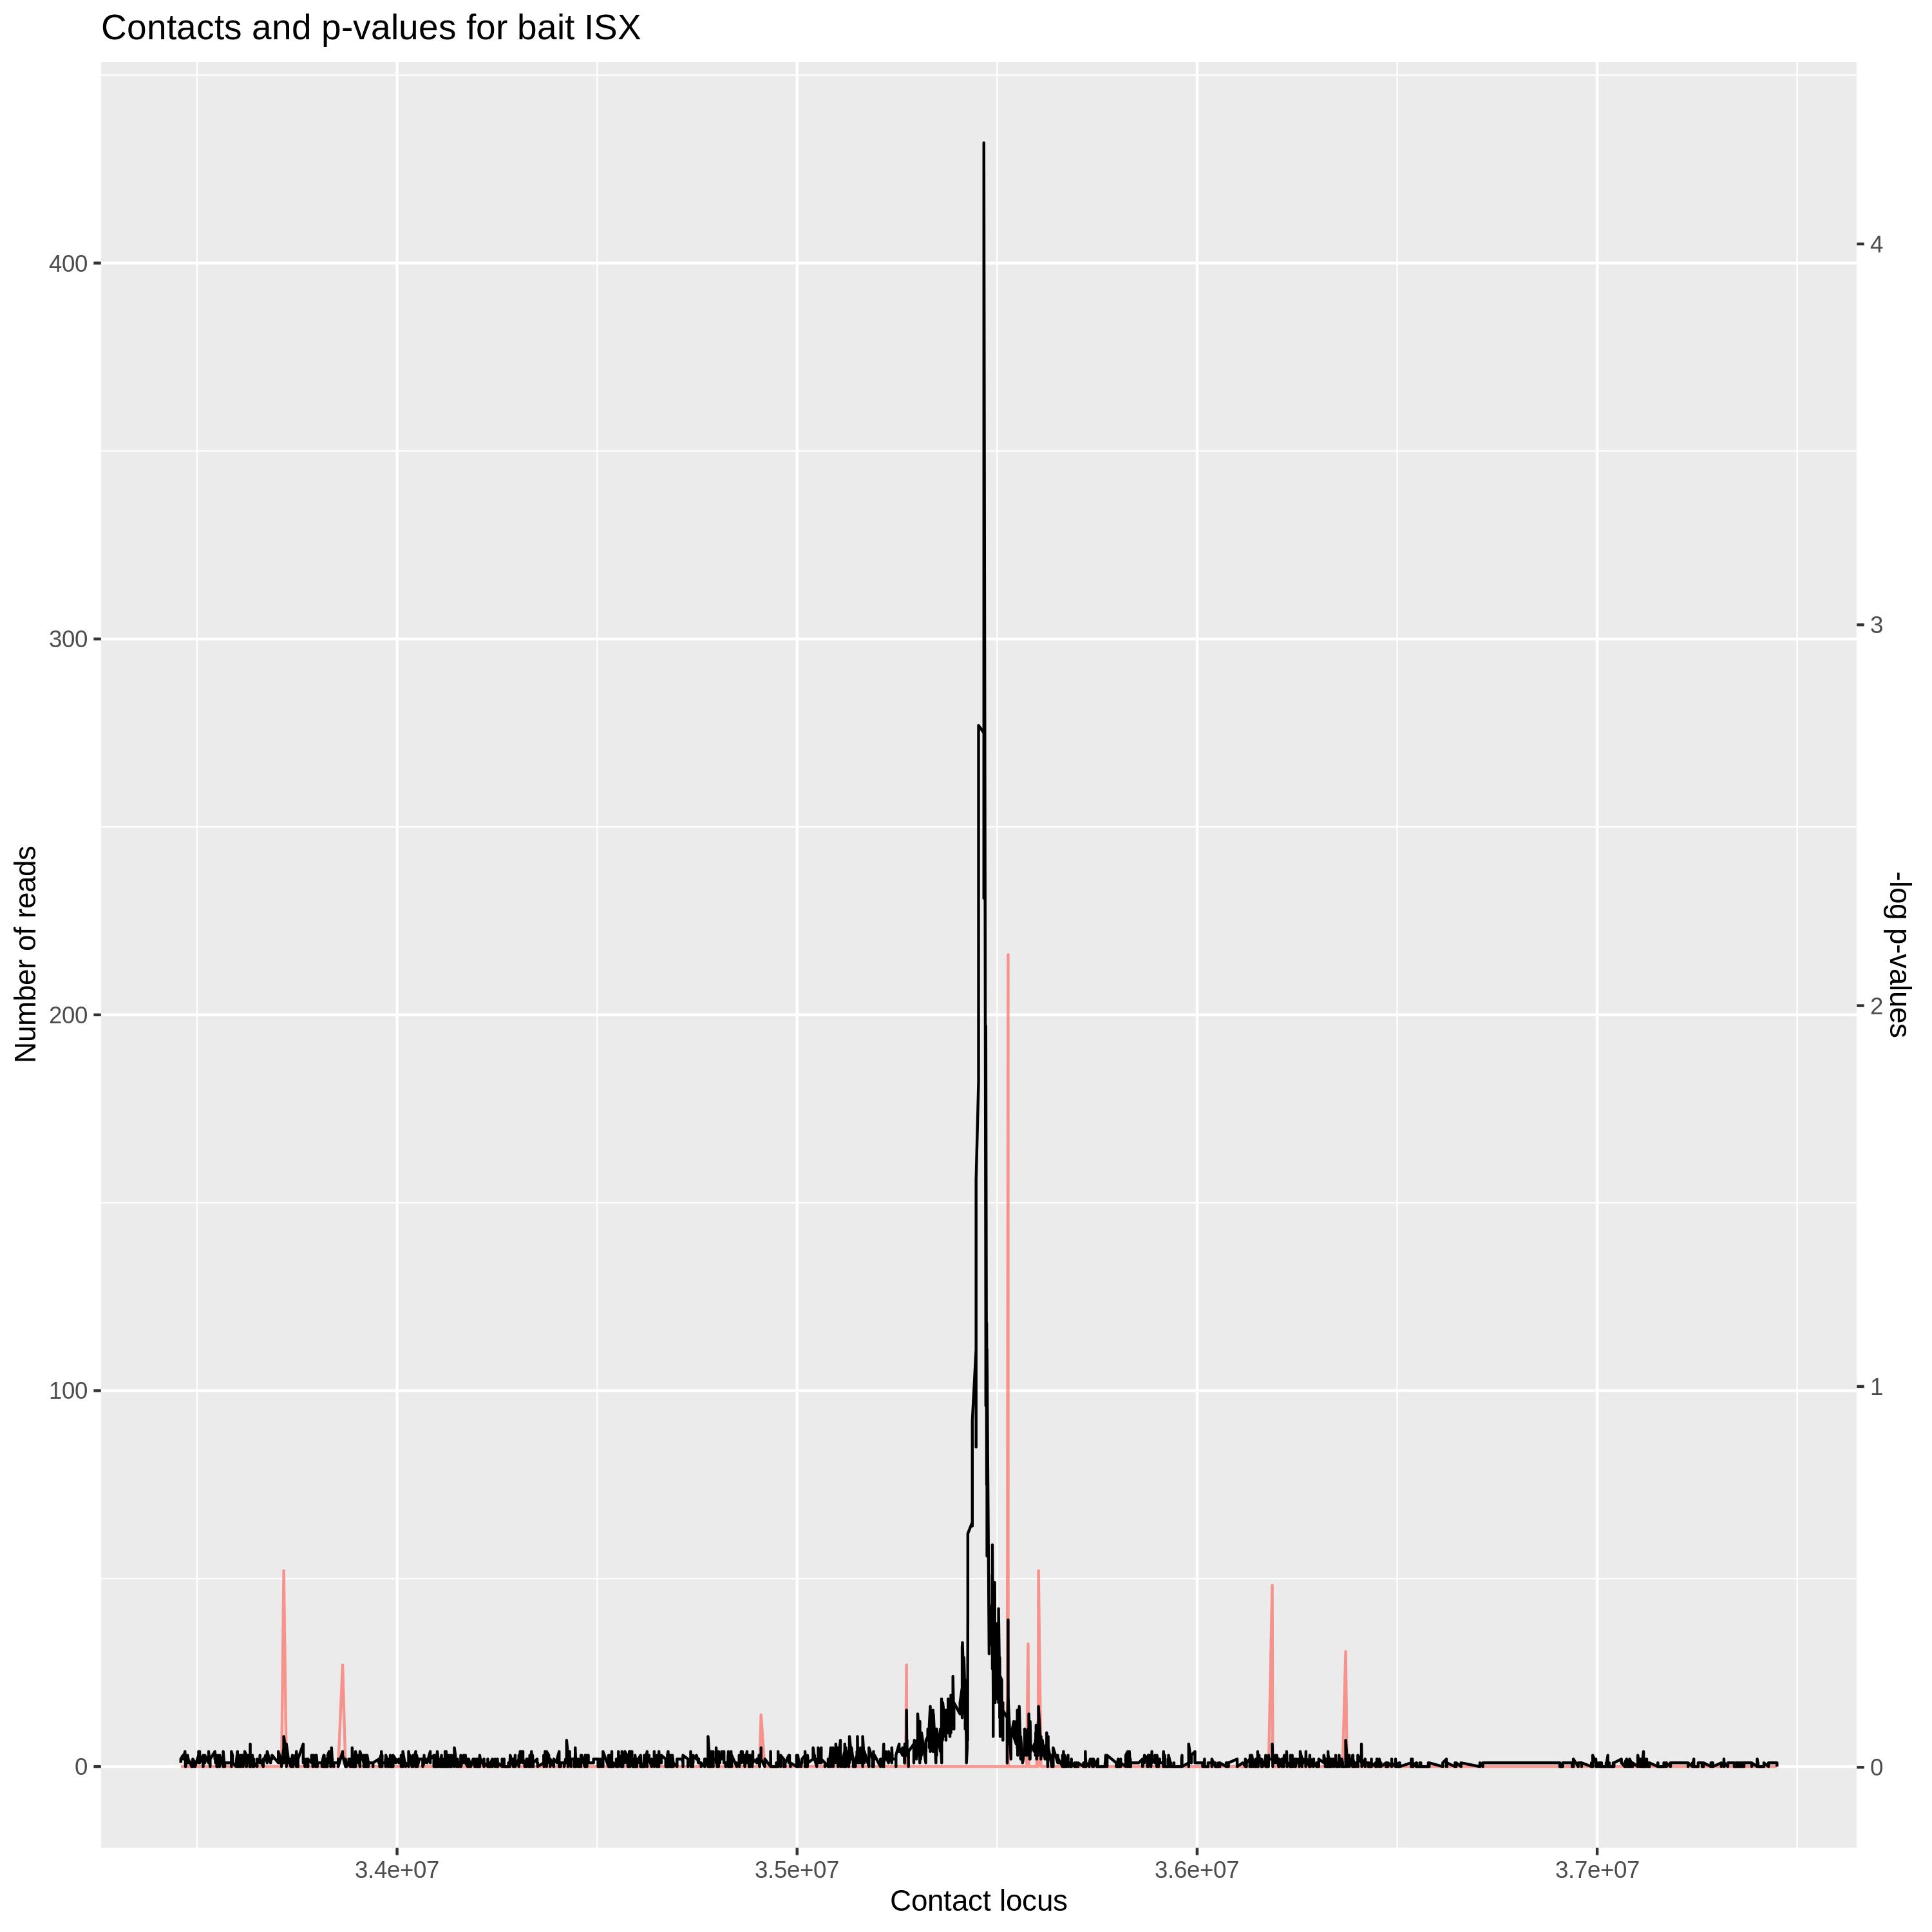 Contacts and p-values for bait ISX
400
300
200
100
0
Number of reads
4
3
2
1
0
-log p-values
3.4e+07
3.5e+07
3.6e+07
3.7e+07
Contact locus